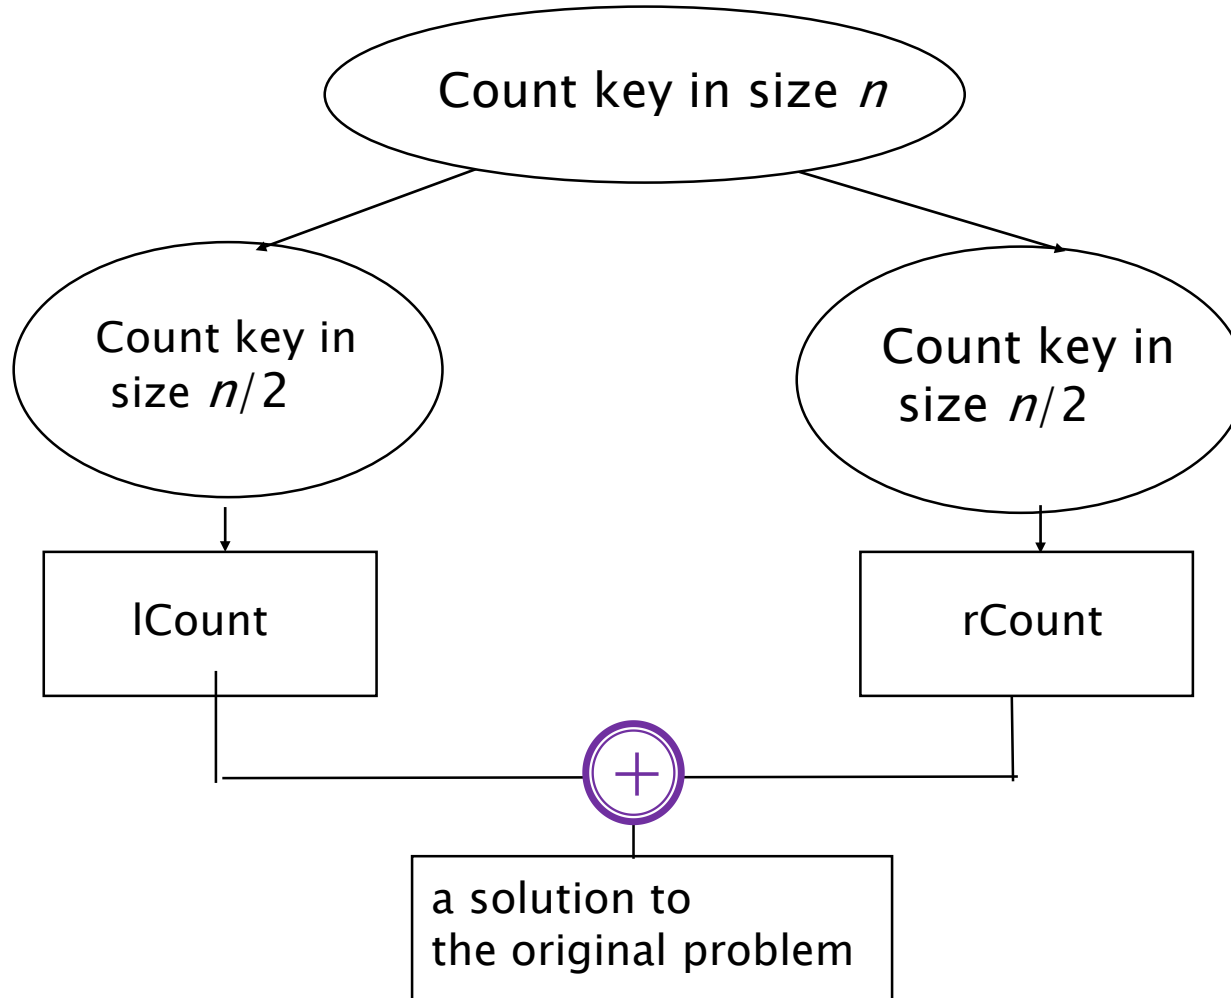 Count key in size n
Count key in
size n/2
Count key in
size n/2
lCount
rCount
+
a solution to
the original problem